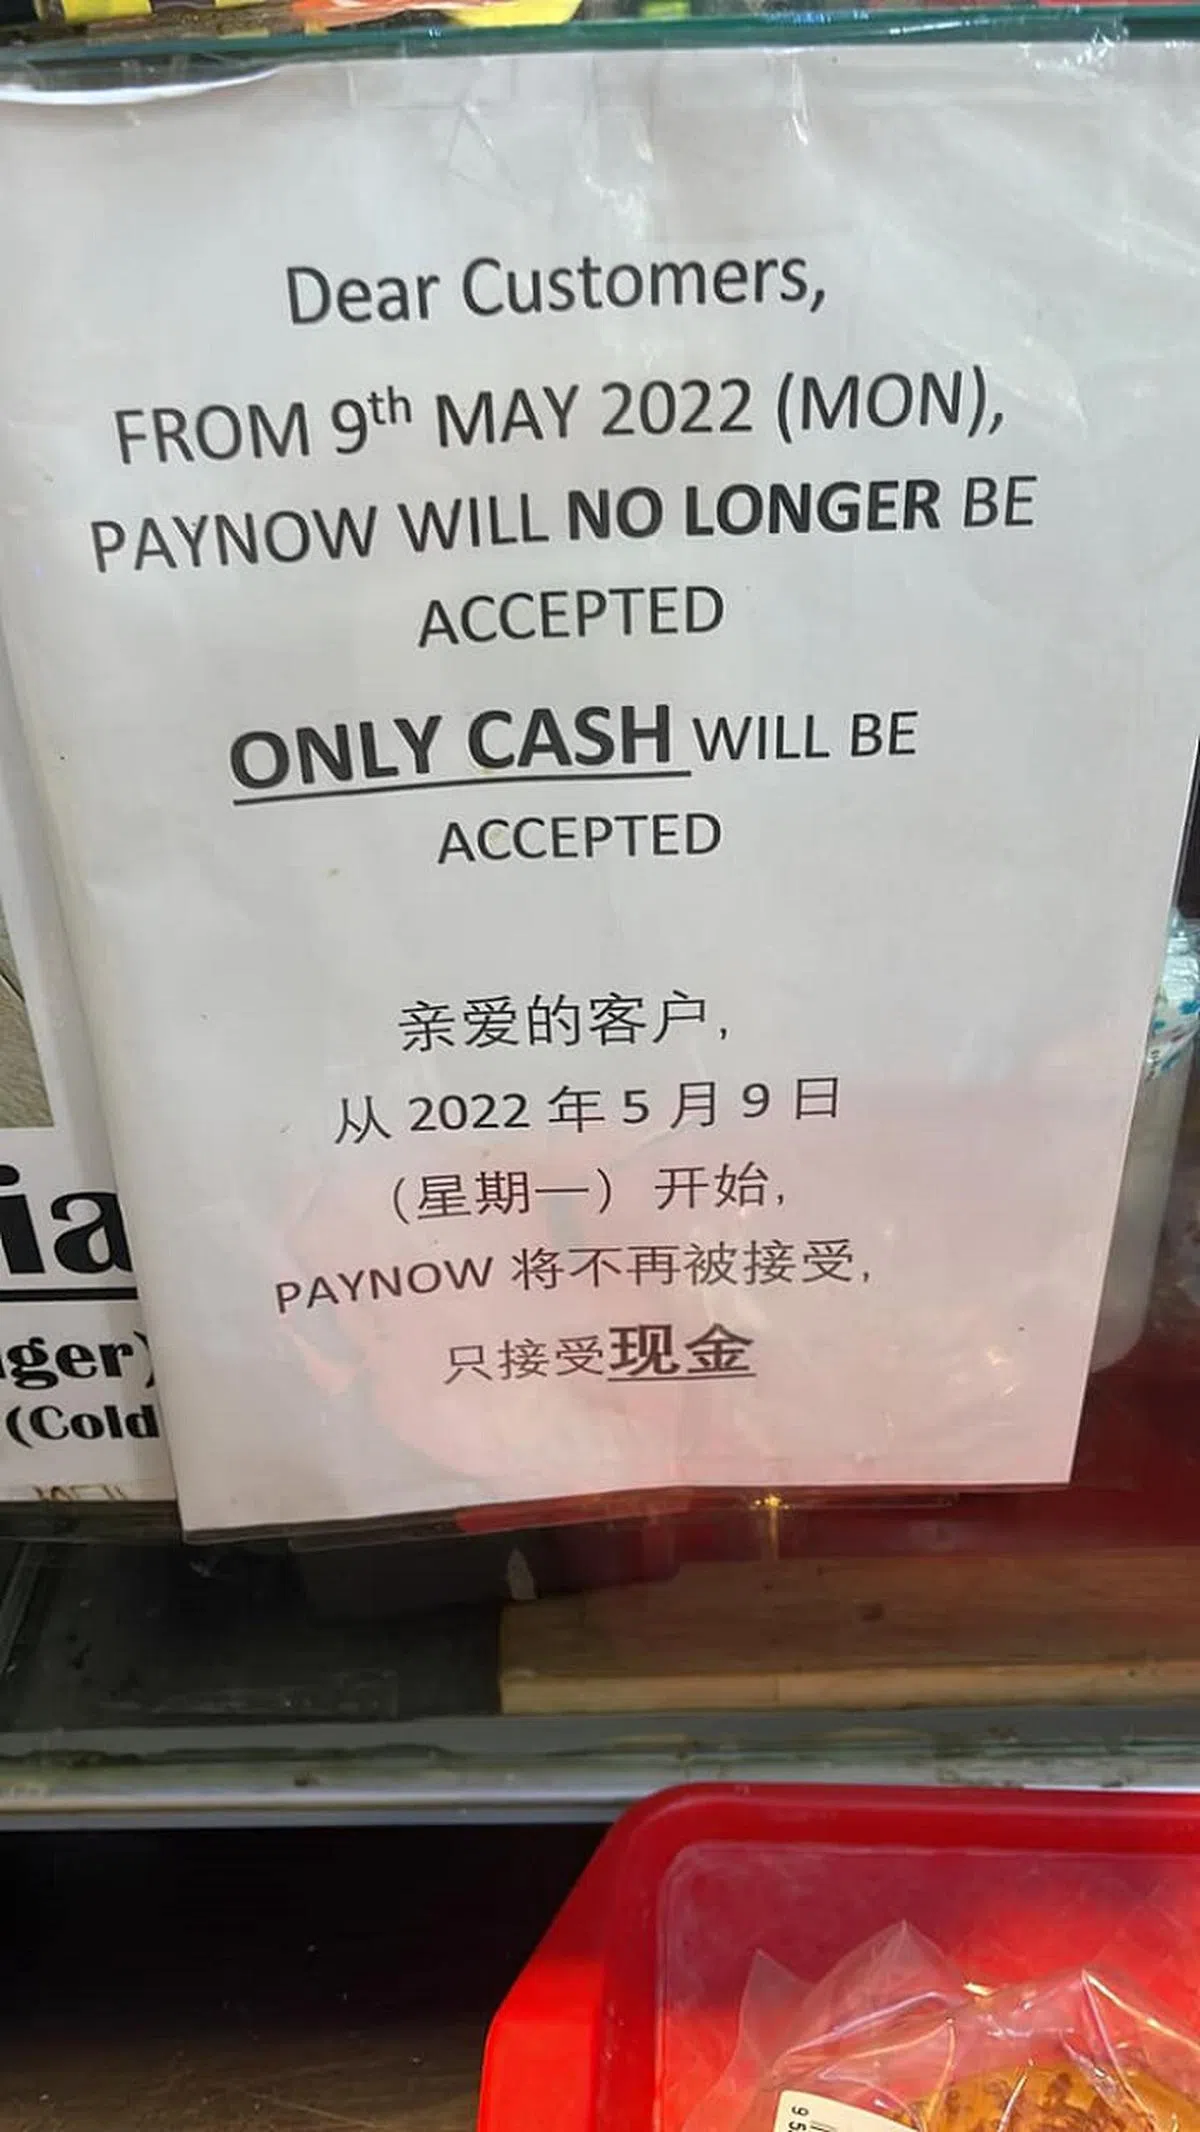 Dear Customers,
FROM 9th MAY 2022 (MON),
PAYNOW WILL NO LONGER BE
ACCEPTED
ONLY CASH WILL BE
ACCEPTED
亲爱的客户,
从 2022 年 5 月 9 日
(星期一) 开始,
PAYNOW 将不再被接受,
只接受现金
(Cold